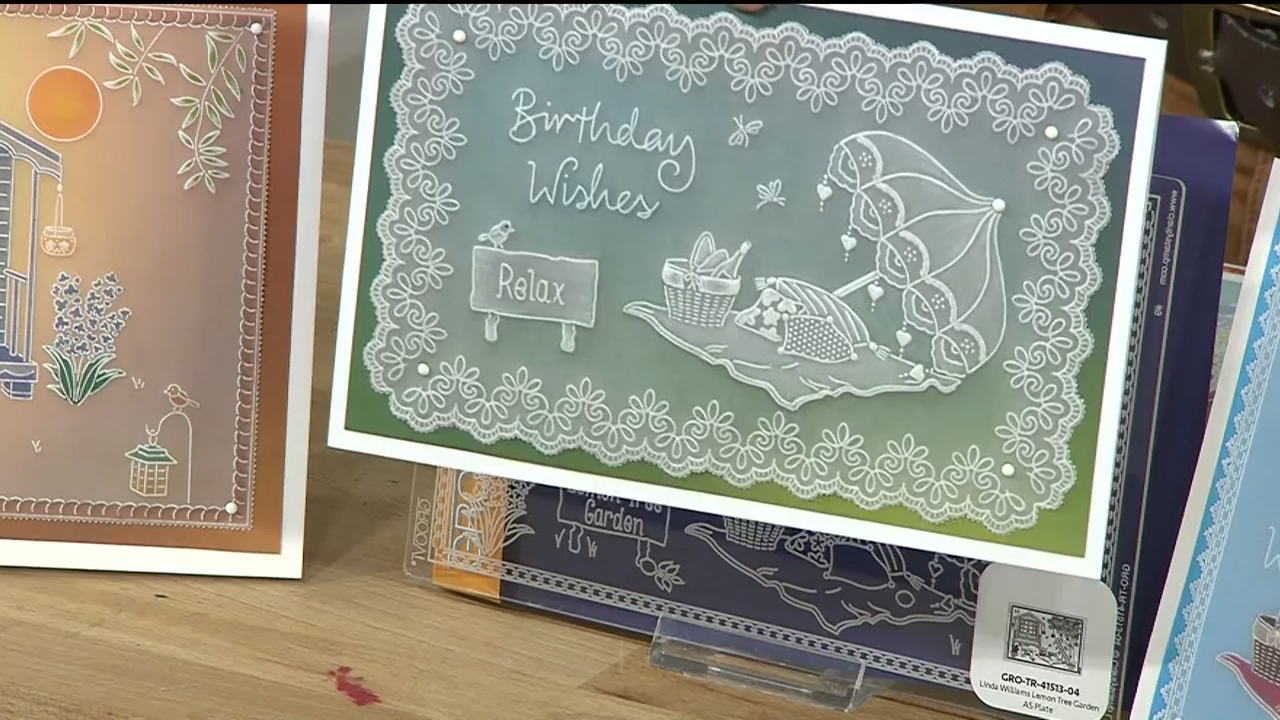 Birthday
Wishes
Relax
Lemon Tree
Garden
GRO-TR-41513-04
Linda Williams Lemon Tree Garden
A5 Plate